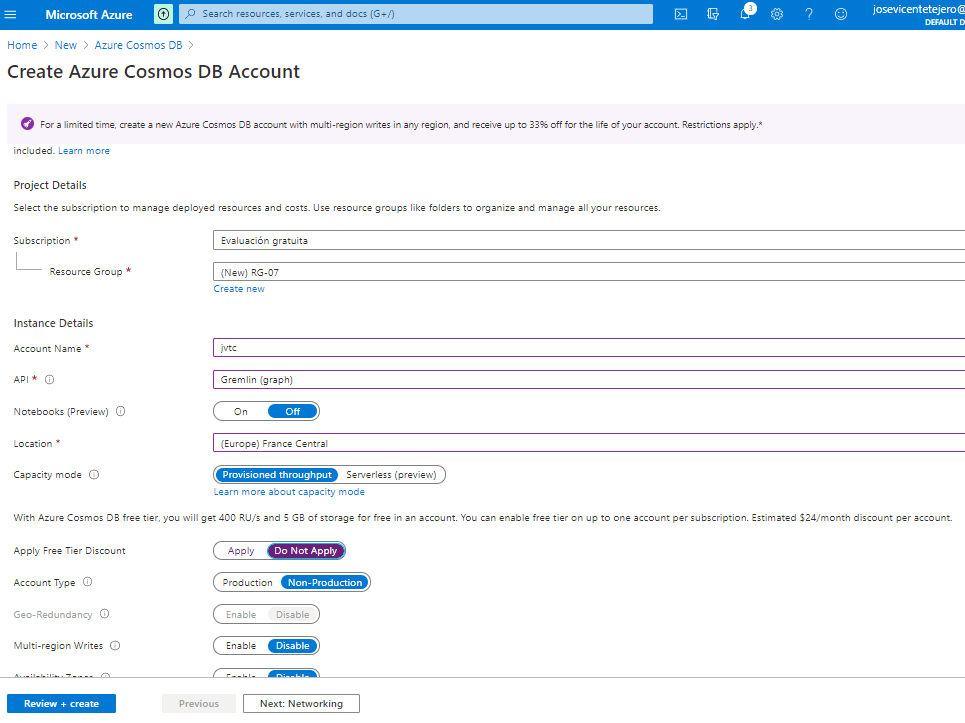 Microsoft Azure
Search resources, services, and docs (G+/)
3
josevicentetejero@
DEFAULT D
Home > New > Azure Cosmos DB >
Create Azure Cosmos DB Account
For a limited time, create a new Azure Cosmos DB account with multi-region writes in any region, and receive up to 33% off for the life of your account. Restrictions apply.*
included. Learn more
Project Details
Select the subscription to manage deployed resources and costs. Use resource groups like folders to organize and manage all your resources.
Subscription * Evaluación gratuita
Resource Group * (New) RG-07
Create new
Instance Details
Account Name * jvtc
API * Gremlin (graph)
Notebooks (Preview) On Off
Location * (Europe) France Central
Capacity mode Provisioned throughput Serverless (preview)
Learn more about capacity mode
With Azure Cosmos DB free tier, you will get 400 RU/s and 5 GB of storage for free in an account. You can enable free tier on up to one account per subscription. Estimated $24/month discount per account.
Apply Free Tier Discount Apply Do Not Apply
Account Type Production Non-Production
Geo-Redundancy Enable Disable
Multi-region Writes Enable Disable
Availability Zones Enable Disable
Review + create Previous Next: Networking